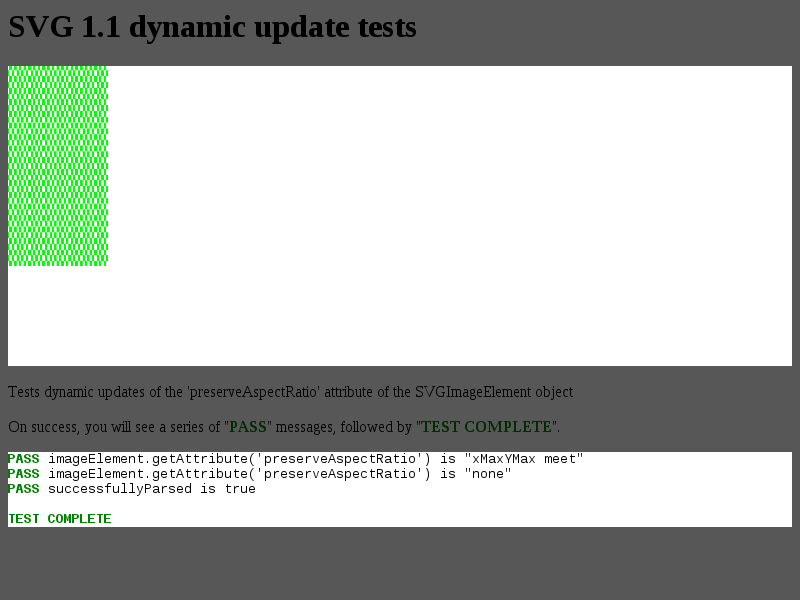 SVG 1.1 dynamic update tests
Tests dynamic updates of the 'preserveAspectRatio' attribute of the SVGImageElement object
On success, you will see a series of "PASS" messages, followed by "TEST COMPLETE".
PASS imageElement.getAttribute('preserveAspectRatio') is "xMaxYMax meet"
PASS imageElement.getAttribute('preserveAspectRatio') is "none"
PASS successfullyParsed is true
TEST COMPLETE